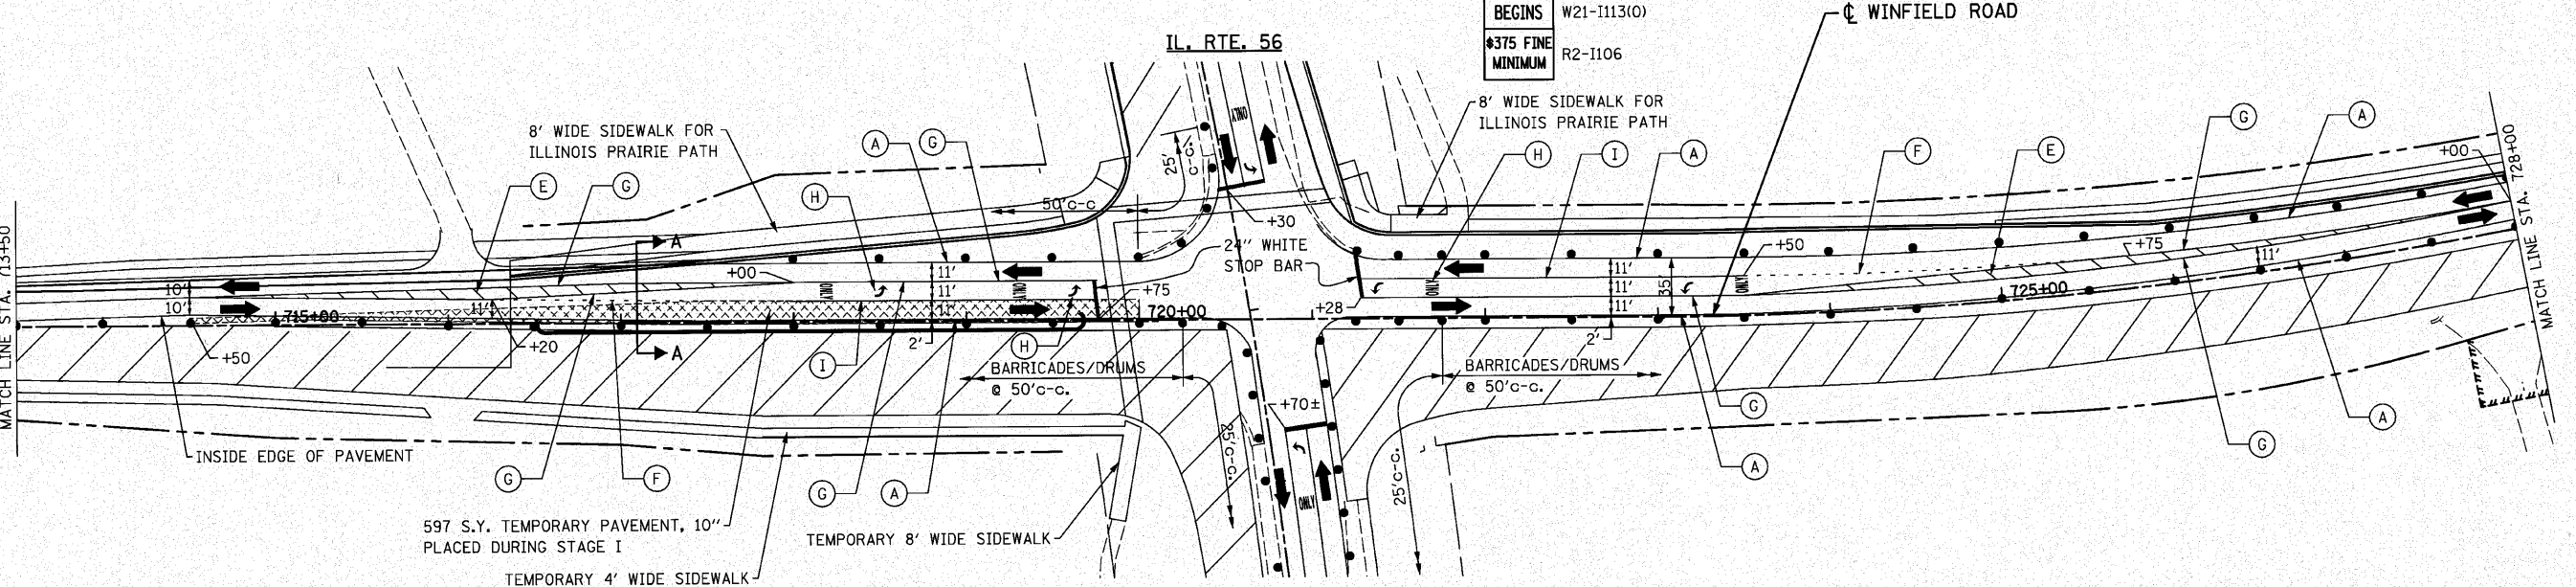 BEGINS W21-I113(0)
$375 FINE
MINIMUM
R2-I106
℄ WINFIELD ROAD
IL. RTE. 56
8' WIDE SIDEWALK FOR
ILLINOIS PRAIRIE PATH
A
G
E
G
H
8' WIDE SIDEWALK FOR
ILLINOIS PRAIRIE PATH
H
I
A
F
E
G
A
ONLY
25'
c-c.
50'c-c
+30
24" WHITE
STOP BAR
+50
+75
+00
MATCH LINE STA. 728+00
MATCH LINE STA. 713+50
A
+00
11'
11'
11'
10'
10'
11'
715+00
ONLY
ONLY
+75
720+00
+28
11'
11'
11'
35'
ONLY
ONLY
725+00
11'
+50
+20
A
2'
I
H
BARRICADES/DRUMS
@ 50'c-c.
2'
BARRICADES/DRUMS
@ 50'c-c.
+70±
G
A
G
A
INSIDE EDGE OF PAVEMENT
G
F
G
A
25'c-c.
25'c-c.
ONLY
597 S.Y. TEMPORARY PAVEMENT, 10"
PLACED DURING STAGE I
TEMPORARY 8' WIDE SIDEWALK
TEMPORARY 4' WIDE SIDEWALK